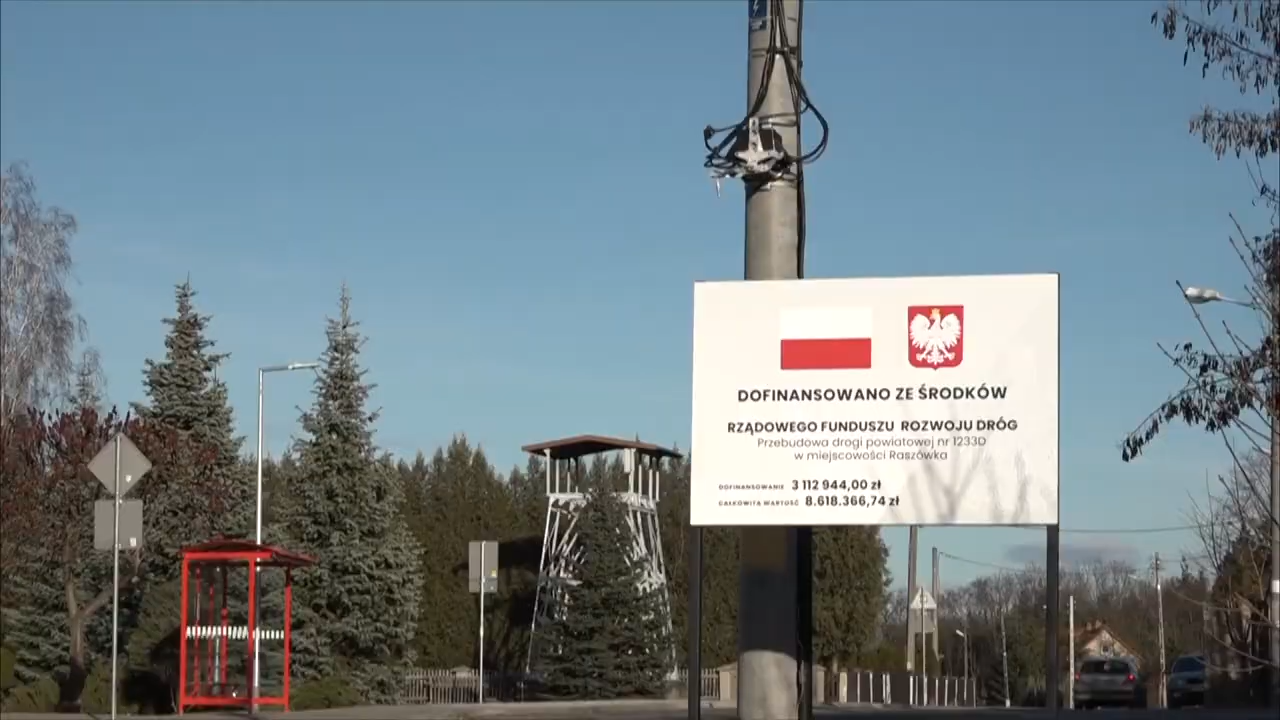 DOFINANSOWANO ZE ŚRODKÓW
RZĄDOWEGO FUNDUSZU ROZWOJU DRÓG
Przebudowa drogi powiatowej nr 1233D
w miejscowości Raszówka
DOFINANSOWANIE 3 112 944,00 zł
CAŁKOWITA WARTOŚĆ 8.618.366,74 zł